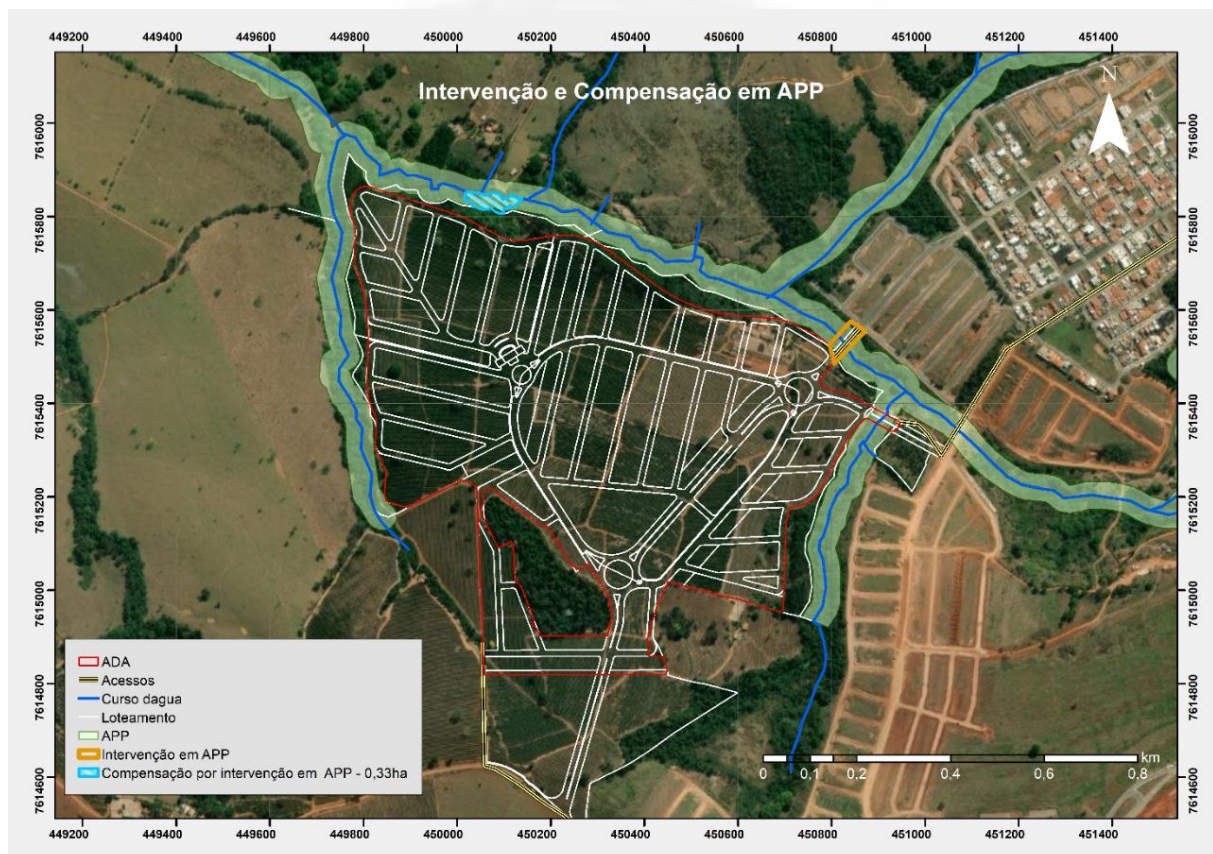 449200 449400 449600 449800 450000 450200 450400 450600 450800 451000 451200 451400
Intervenção e Compensação em APP
N
7616000 7616000
7615800 7615800
7615600 7615600
7615400 7615400
7615200 7615200
7615000 7615000
7614800 7614800
7614600 7614600
ADA
Acessos
Curso dagua
Loteamento
APP
Intervenção em APP
Compensação por intervenção em APP - 0,33ha
km
0 0,1 0,2 0,4 0,6 0,8
449200 449400 449600 449800 450000 450200 450400 450600 450800 451000 451200 451400